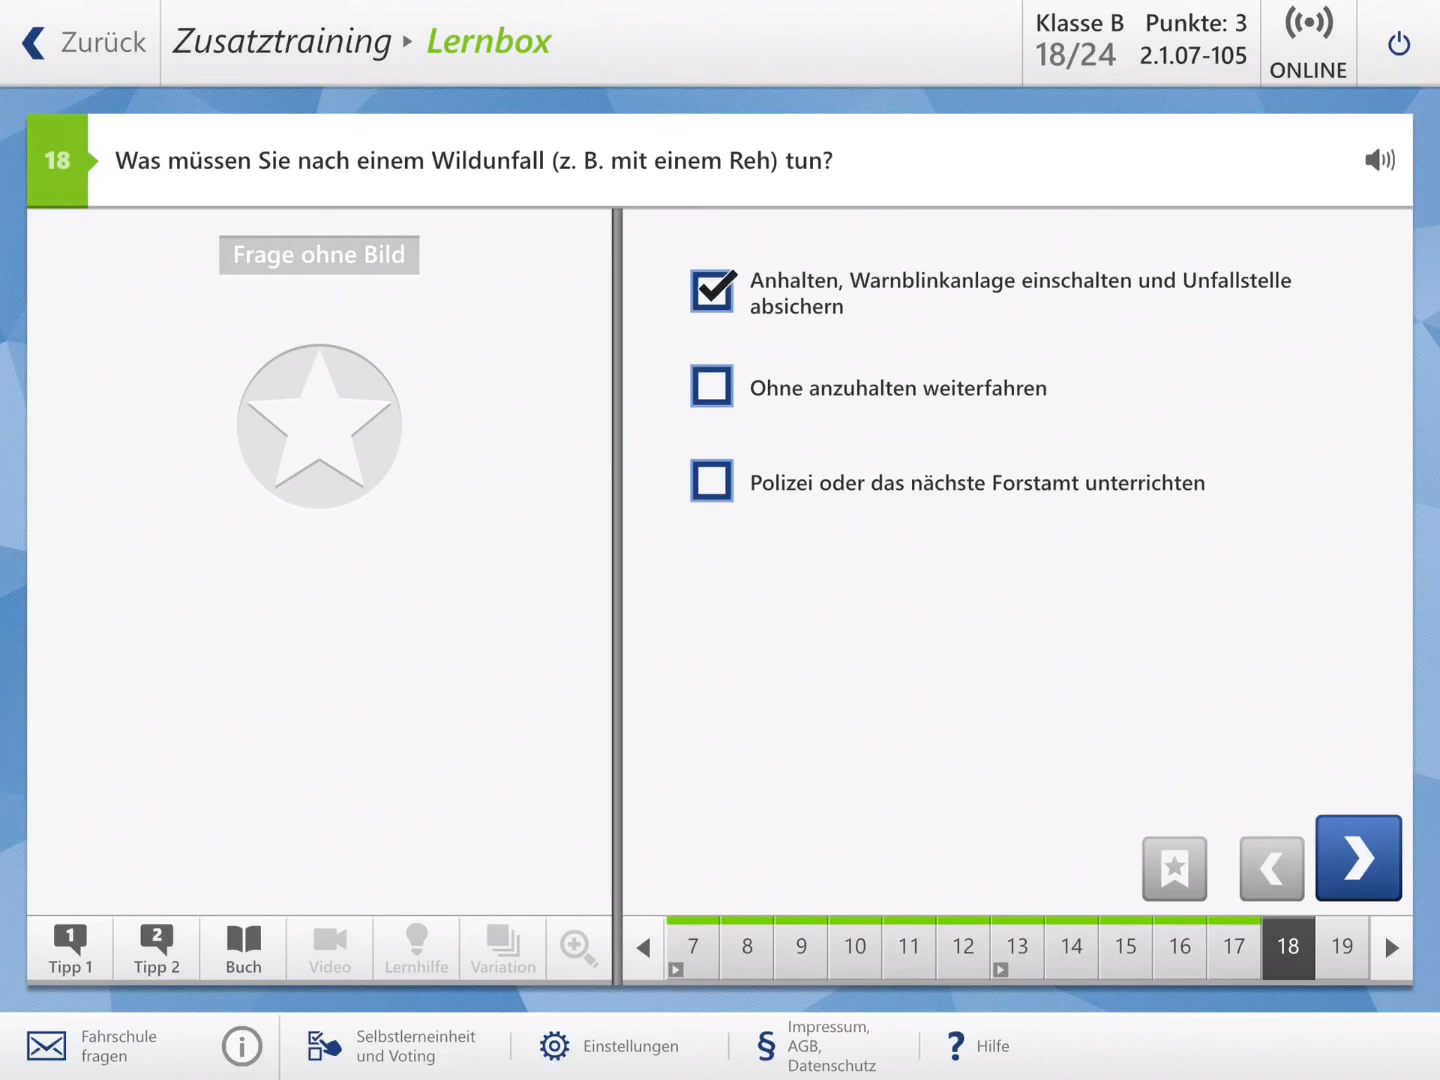 Zurück
Zusatztraining ▸ Lernbox
Klasse B Punkte: 3
18/24 2.1.07-105
ONLINE
18
Was müssen Sie nach einem Wildunfall (z. B. mit einem Reh) tun?
Frage ohne Bild
Anhalten, Warnblinkanlage einschalten und Unfallstelle
absichern
Ohne anzuhalten weiterfahren
Polizei oder das nächste Forstamt unterrichten
1
Tipp 1
2
Tipp 2
Buch
Video
Lernhilfe
Variation
7 8 9 10 11 12 13 14 15 16 17 18 19
Fahrschule
fragen
i
Selbstlerneinheit
und Voting
Einstellungen
§
Impressum,
AGB,
Datenschutz
? Hilfe